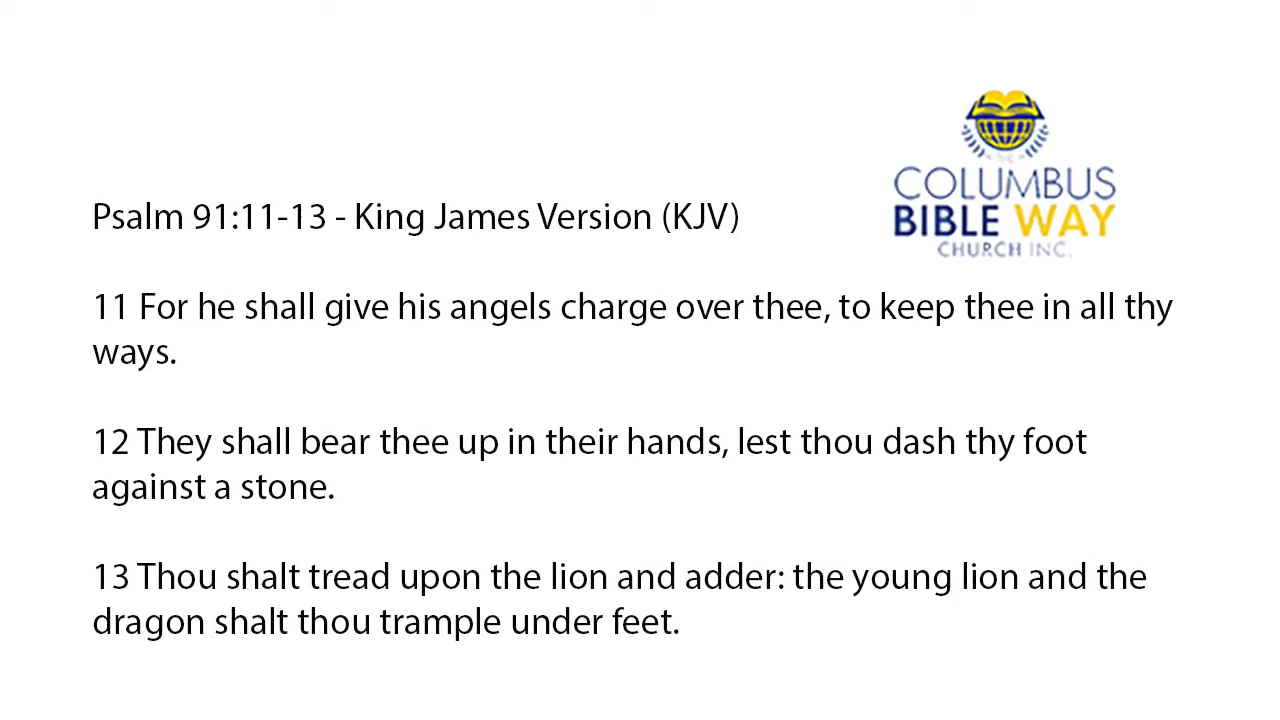 COLUMBUS
BIBLE WAY
CHURCH INC.
Psalm 91:11-13 - King James Version (KJV)
11 For he shall give his angels charge over thee, to keep thee in all thy
ways.
12 They shall bear thee up in their hands, lest thou dash thy foot
against a stone.
13 Thou shalt tread upon the lion and adder: the young lion and the
dragon shalt thou trample under feet.